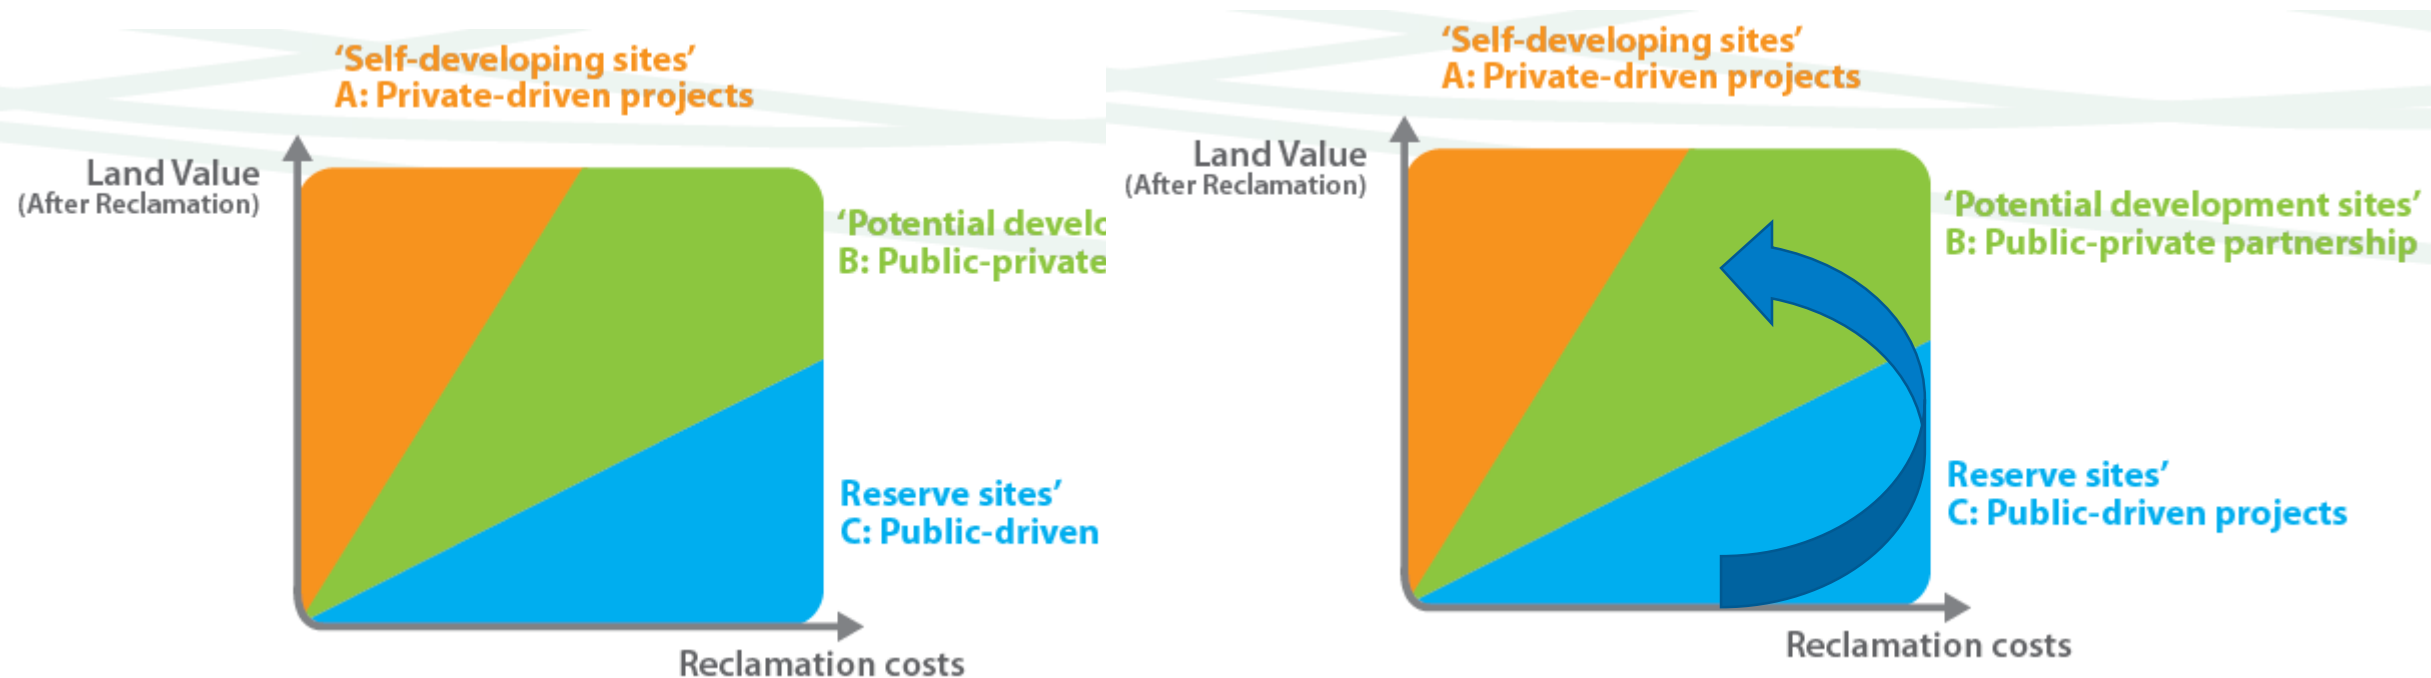 ‘Self-developing sites’
A: Private-driven projects
Land Value
(After Reclamation)
‘Potential develo
B: Public-private
Reserve sites’
C: Public-driven
Reclamation costs
‘Self-developing sites’
A: Private-driven projects
Land Value
(After Reclamation)
‘Potential development sites’
B: Public-private partnership
Reserve sites’
C: Public-driven projects
Reclamation costs